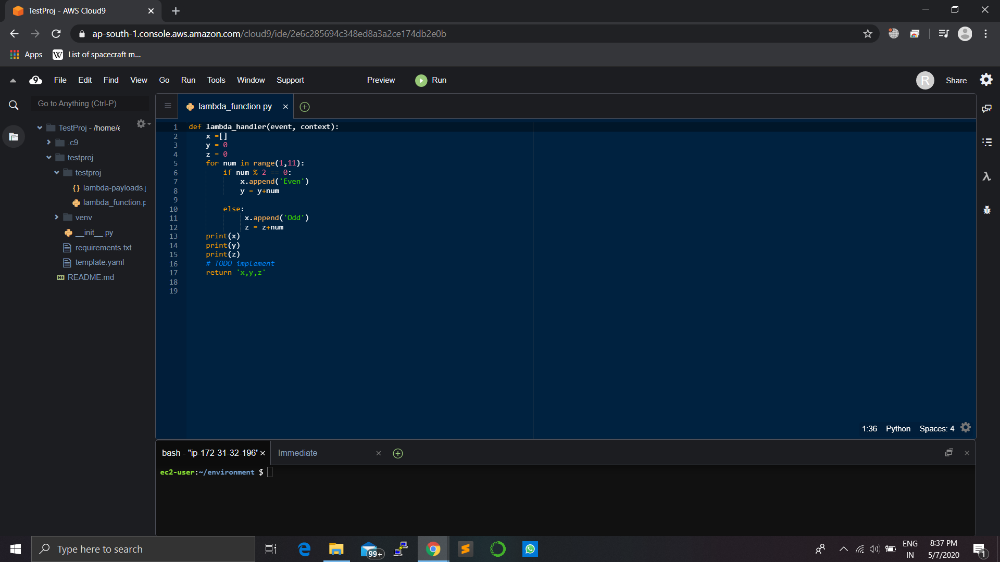 TestProj - AWS Cloud9
ap-south-1.console.aws.amazon.com/cloud9/ide/2e6c285694c348ed8a3a2ce174db2e0b
Apps
W List of spacecraft m...
9 File Edit Find View Go Run Tools Window Support Preview Run R Share
Go to Anything (Ctrl-P)
lambda_function.py
TestProj - /home/e
.c9
testproj
testproj
{} lambda-payloads.j
lambda_function.p
venv
__init__.py
requirements.txt
template.yaml
README.md
1 def lambda_handler(event, context):
2 x =[]
3 y = 0
4 z = 0
5 for num in range(1,11):
6 if num % 2 == 0:
7 x.append('Even')
8 y = y+num
9
10 else:
11 x.append('Odd')
12 z = z+num
13 print(x)
14 print(y)
15 print(z)
16 # TODO implement
17 return 'x,y,z'
18
19
1:36 Python Spaces: 4
bash - "ip-172-31-32-196" Immediate
ec2-user:~/environment $
Type here to search
99+
ENG
IN
8:37 PM
5/7/2020
1